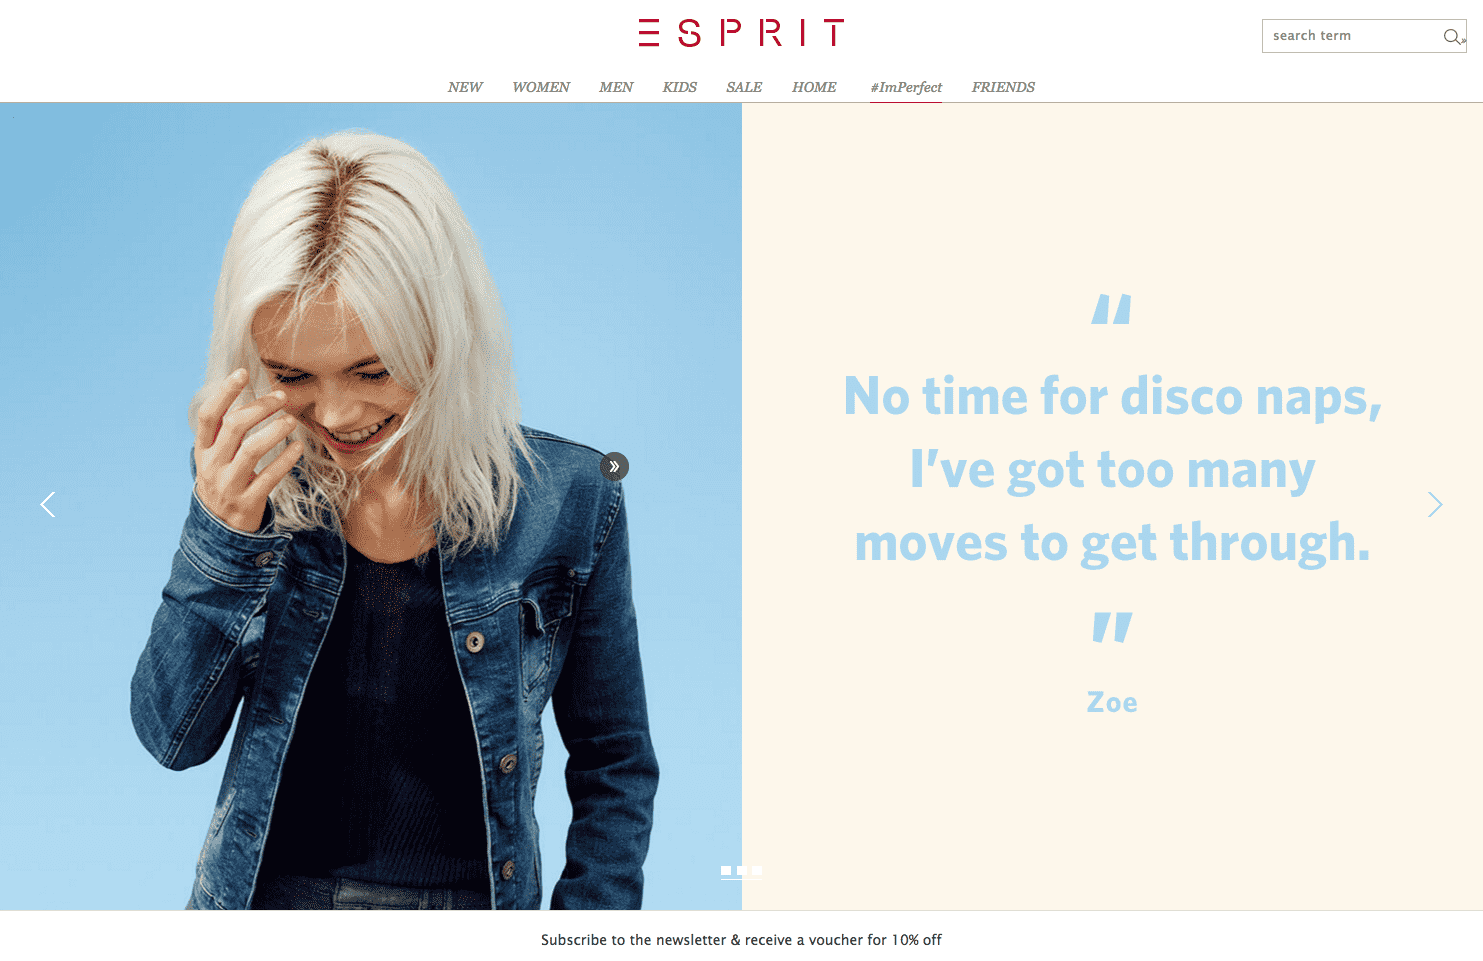 ESPRIT
search term
NEW WOMEN MEN KIDS SALE HOME #ImPerfect FRIENDS
“
No time for disco naps,
I’ve got too many
moves to get through.
”
Zoe
Subscribe to the newsletter & receive a voucher for 10% off